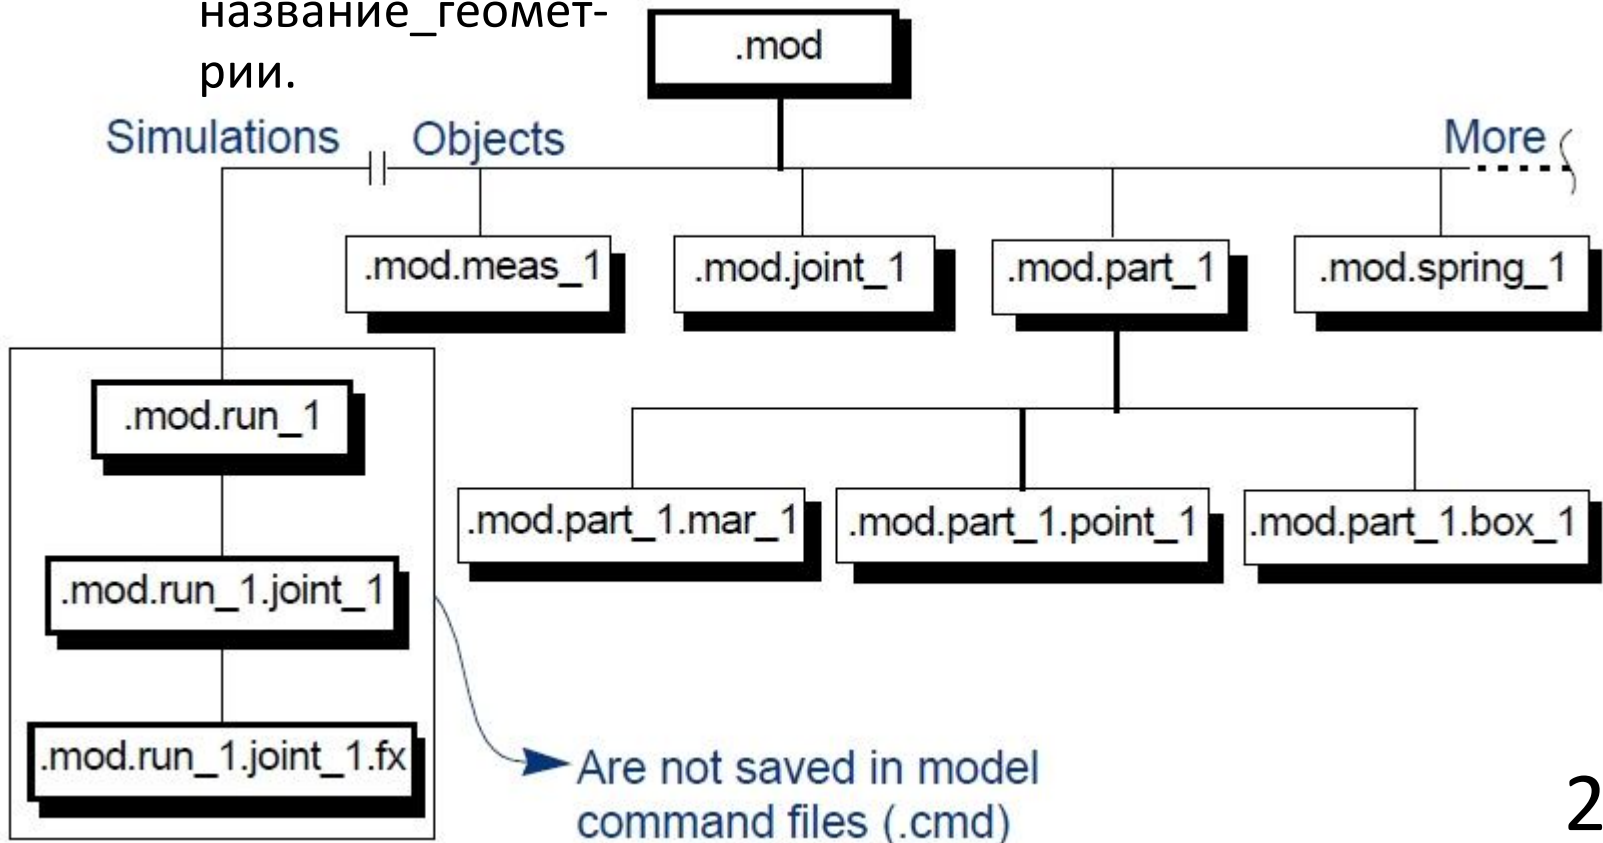 название_геомет-
рии.
.mod
Simulations
Objects
More
.mod.meas_1
.mod.joint_1
.mod.part_1
.mod.spring_1
.mod.run_1
.mod.part_1.mar_1
.mod.part_1.point_1
.mod.part_1.box_1
.mod.run_1.joint_1
.mod.run_1.joint_1.fx
Are not saved in model
command files (.cmd)
2